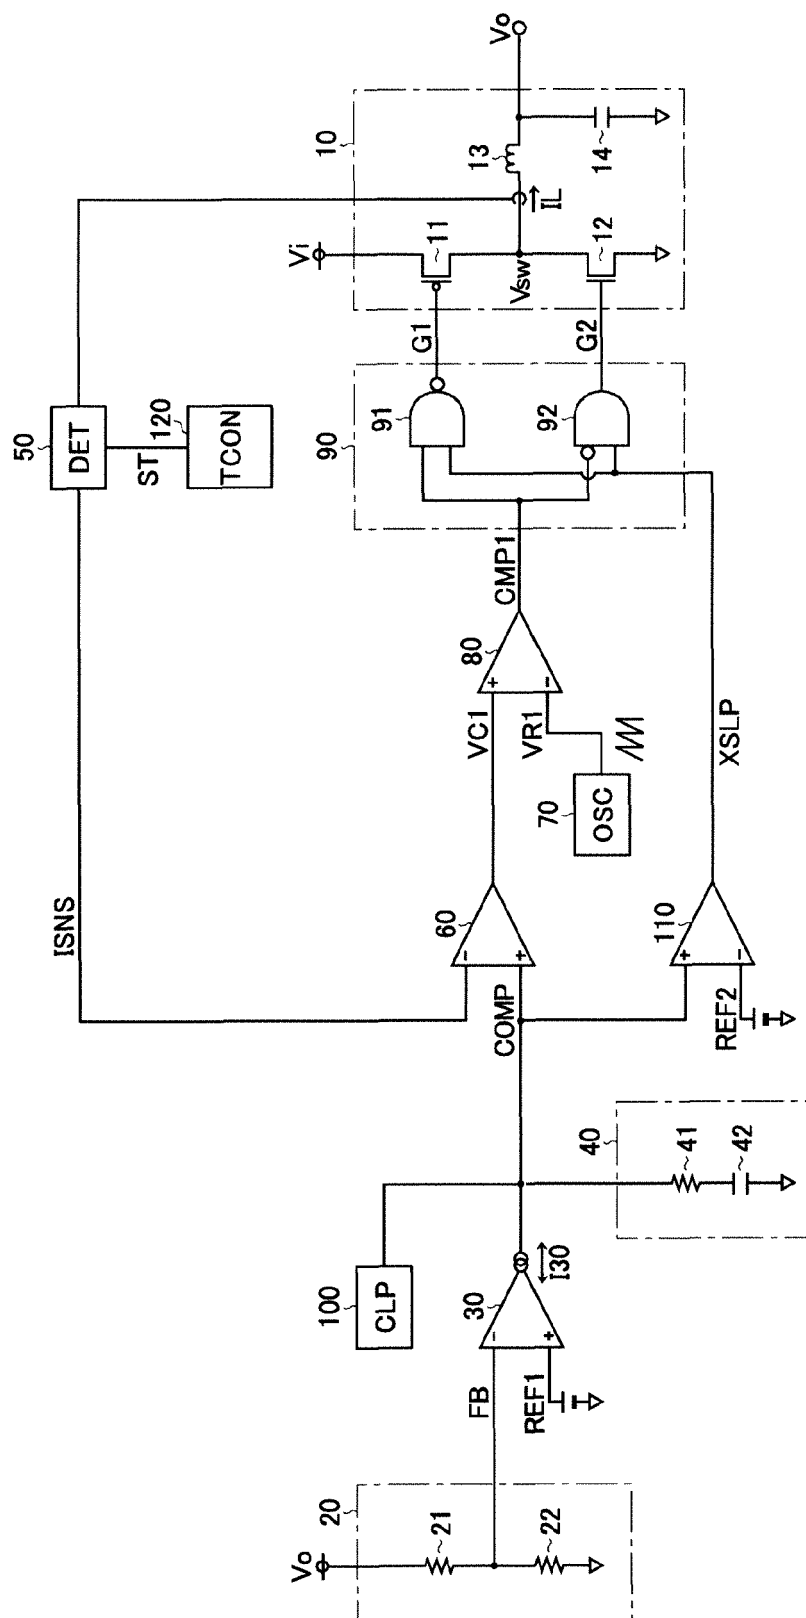 Vo
20
21
22
FB
REF1
30
I30
100
CLP
40
41
42
COMP
ISNS
60
110
REF2
VC1
VR1
70
OSC
80
CMP1
XSLP
50
DET
ST
120
TCON
90
91
92
G1
G2
Vi
10
11
12
Vsw
IL
13
14
Vo